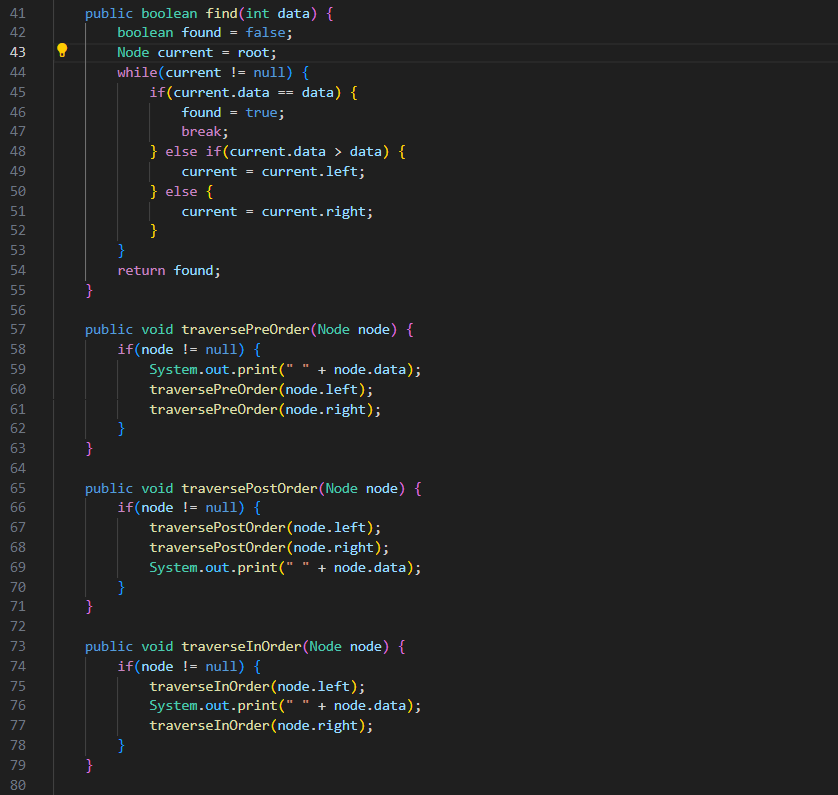 41 public boolean find(int data) {
42 boolean found = false;
43 Node current = root;
44 while(current != null) {
45 if(current.data == data) {
46 found = true;
47 break;
48 } else if(current.data > data) {
49 current = current.left;
50 } else {
51 current = current.right;
52 }
53 }
54 return found;
55 }
56
57 public void traversePreOrder(Node node) {
58 if(node != null) {
59 System.out.print(" " + node.data);
60 traversePreOrder(node.left);
61 traversePreOrder(node.right);
62 }
63 }
64
65 public void traversePostOrder(Node node) {
66 if(node != null) {
67 traversePostOrder(node.left);
68 traversePostOrder(node.right);
69 System.out.print(" " + node.data);
70 }
71 }
72
73 public void traverseInOrder(Node node) {
74 if(node != null) {
75 traverseInOrder(node.left);
76 System.out.print(" " + node.data);
77 traverseInOrder(node.right);
78 }
79 }
80